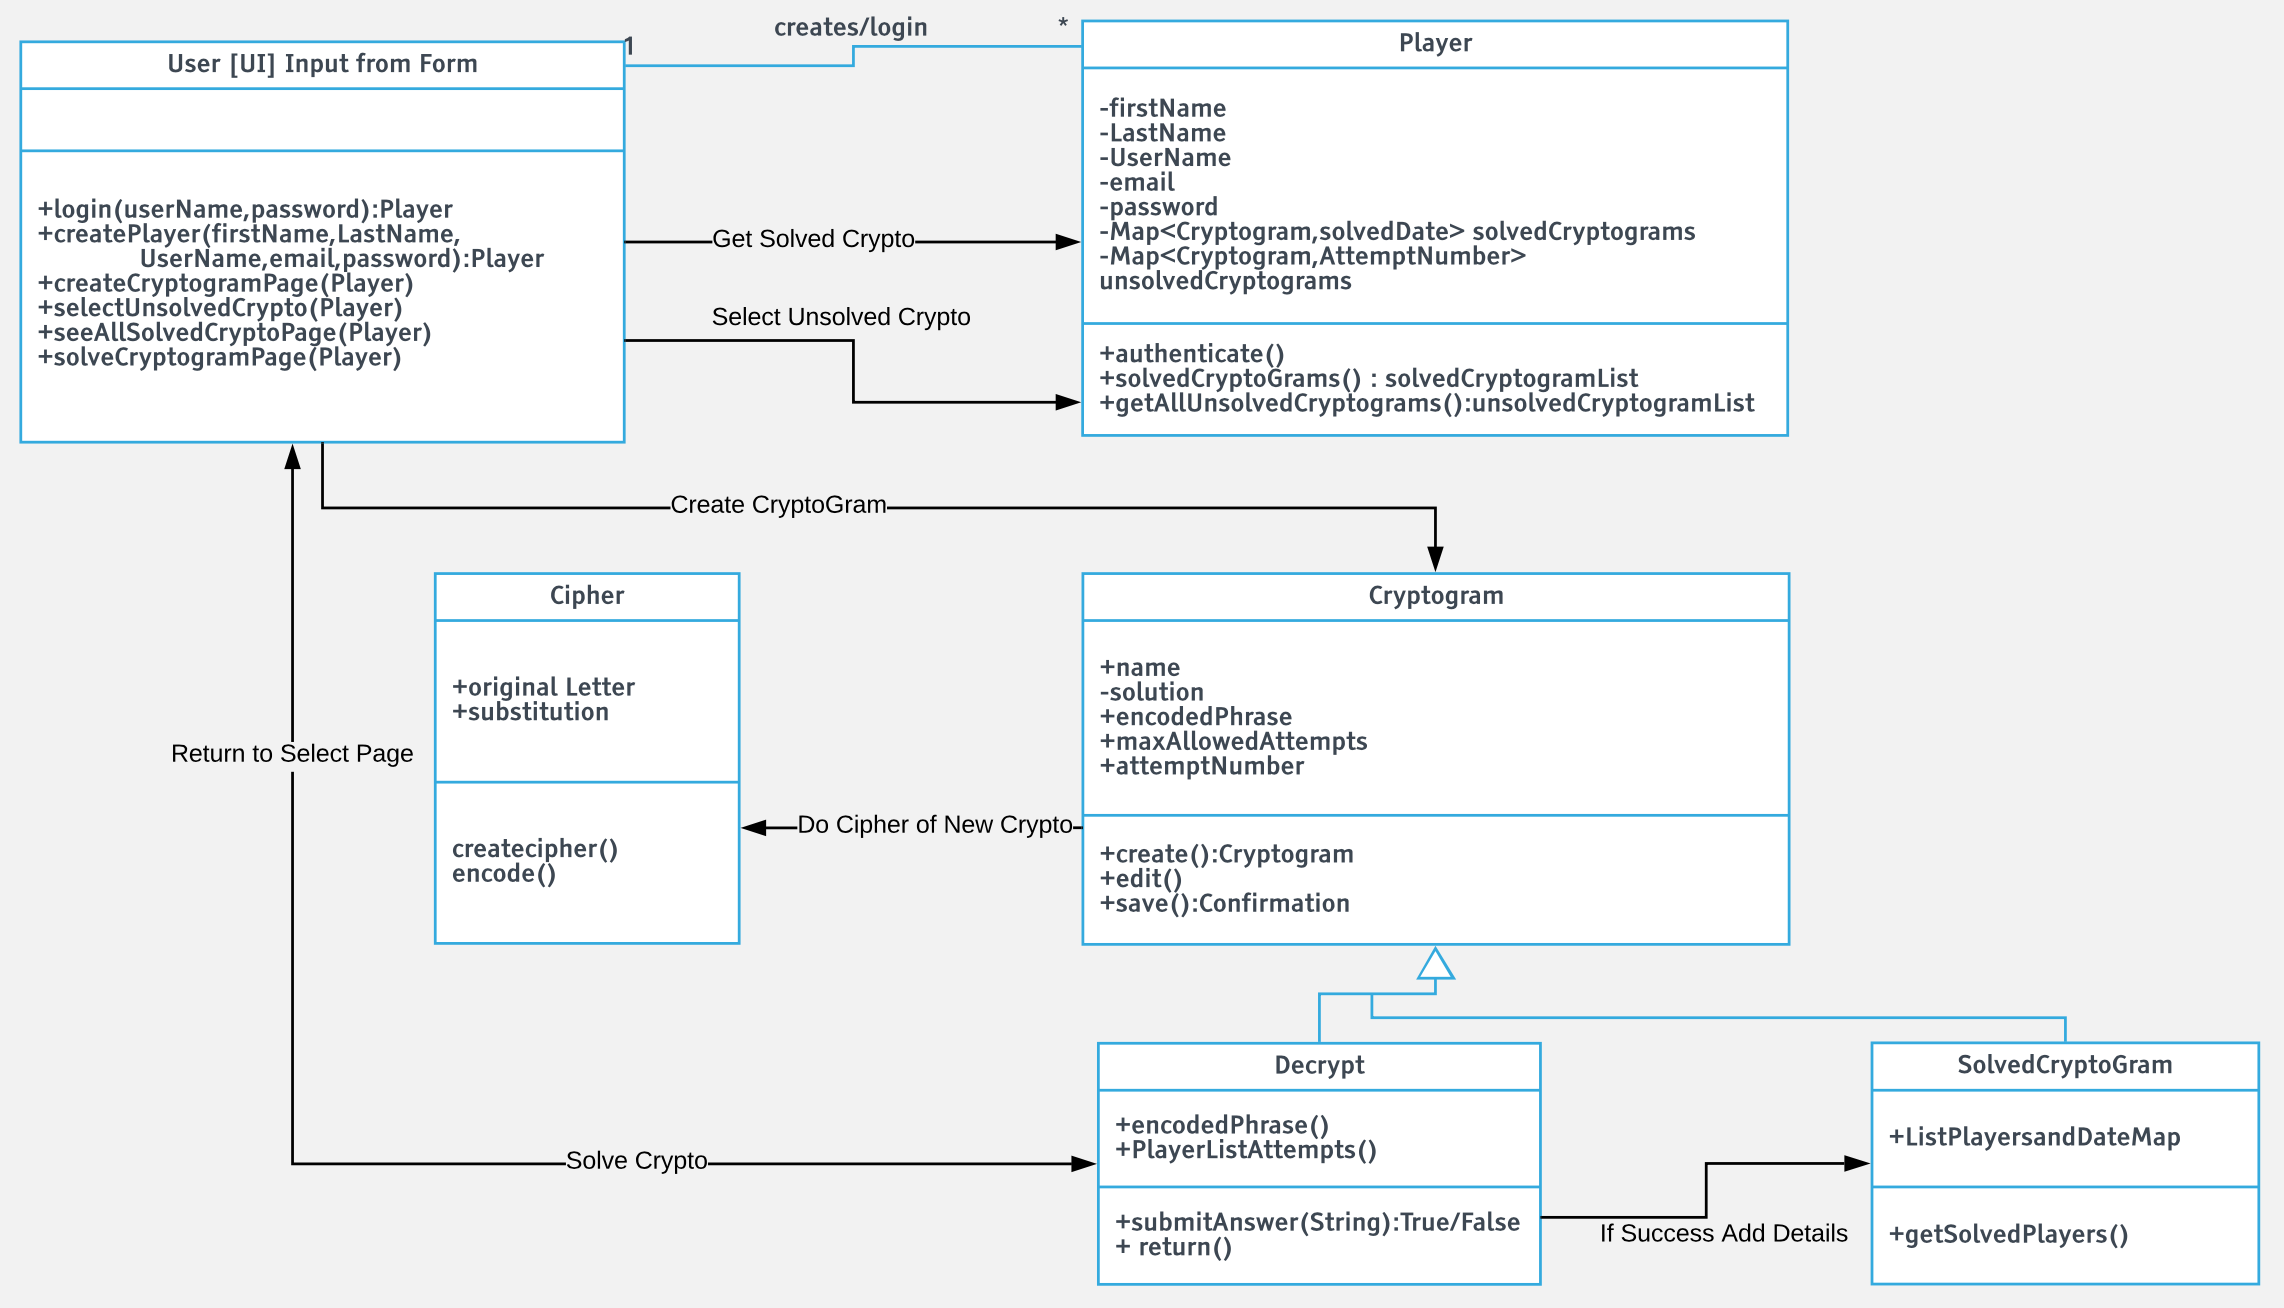 creates/login
*
1
User [UI] Input from Form
+login(userName,password):Player
+createPlayer(firstName,LastName,
UserName,email,password):Player
+createCryptogramPage(Player)
+selectUnsolvedCrypto(Player)
+seeAllSolvedCryptoPage(Player)
+solveCryptogramPage(Player)
Player
-firstName
-LastName
-UserName
-email
-password
-Map<Cryptogram,solvedDate> solvedCryptograms
-Map<Cryptogram,AttemptNumber>
unsolvedCryptograms
+authenticate()
+solvedCryptoGrams() : solvedCryptogramList
+getAllUnsolvedCryptograms():unsolvedCryptogramList
Get Solved Crypto
Select Unsolved Crypto
Create CryptoGram
Cipher
+original Letter
+substitution
createcipher()
encode()
Cryptogram
+name
-solution
+encodedPhrase
+maxAllowedAttempts
+attemptNumber
+create():Cryptogram
+edit()
+save():Confirmation
Return to Select Page
Do Cipher of New Crypto
Solve Crypto
Decrypt
+encodedPhrase()
+PlayerListAttempts()
+submitAnswer(String):True/False
+ return()
If Success Add Details
SolvedCryptoGram
+ListPlayersandDateMap
+getSolvedPlayers()